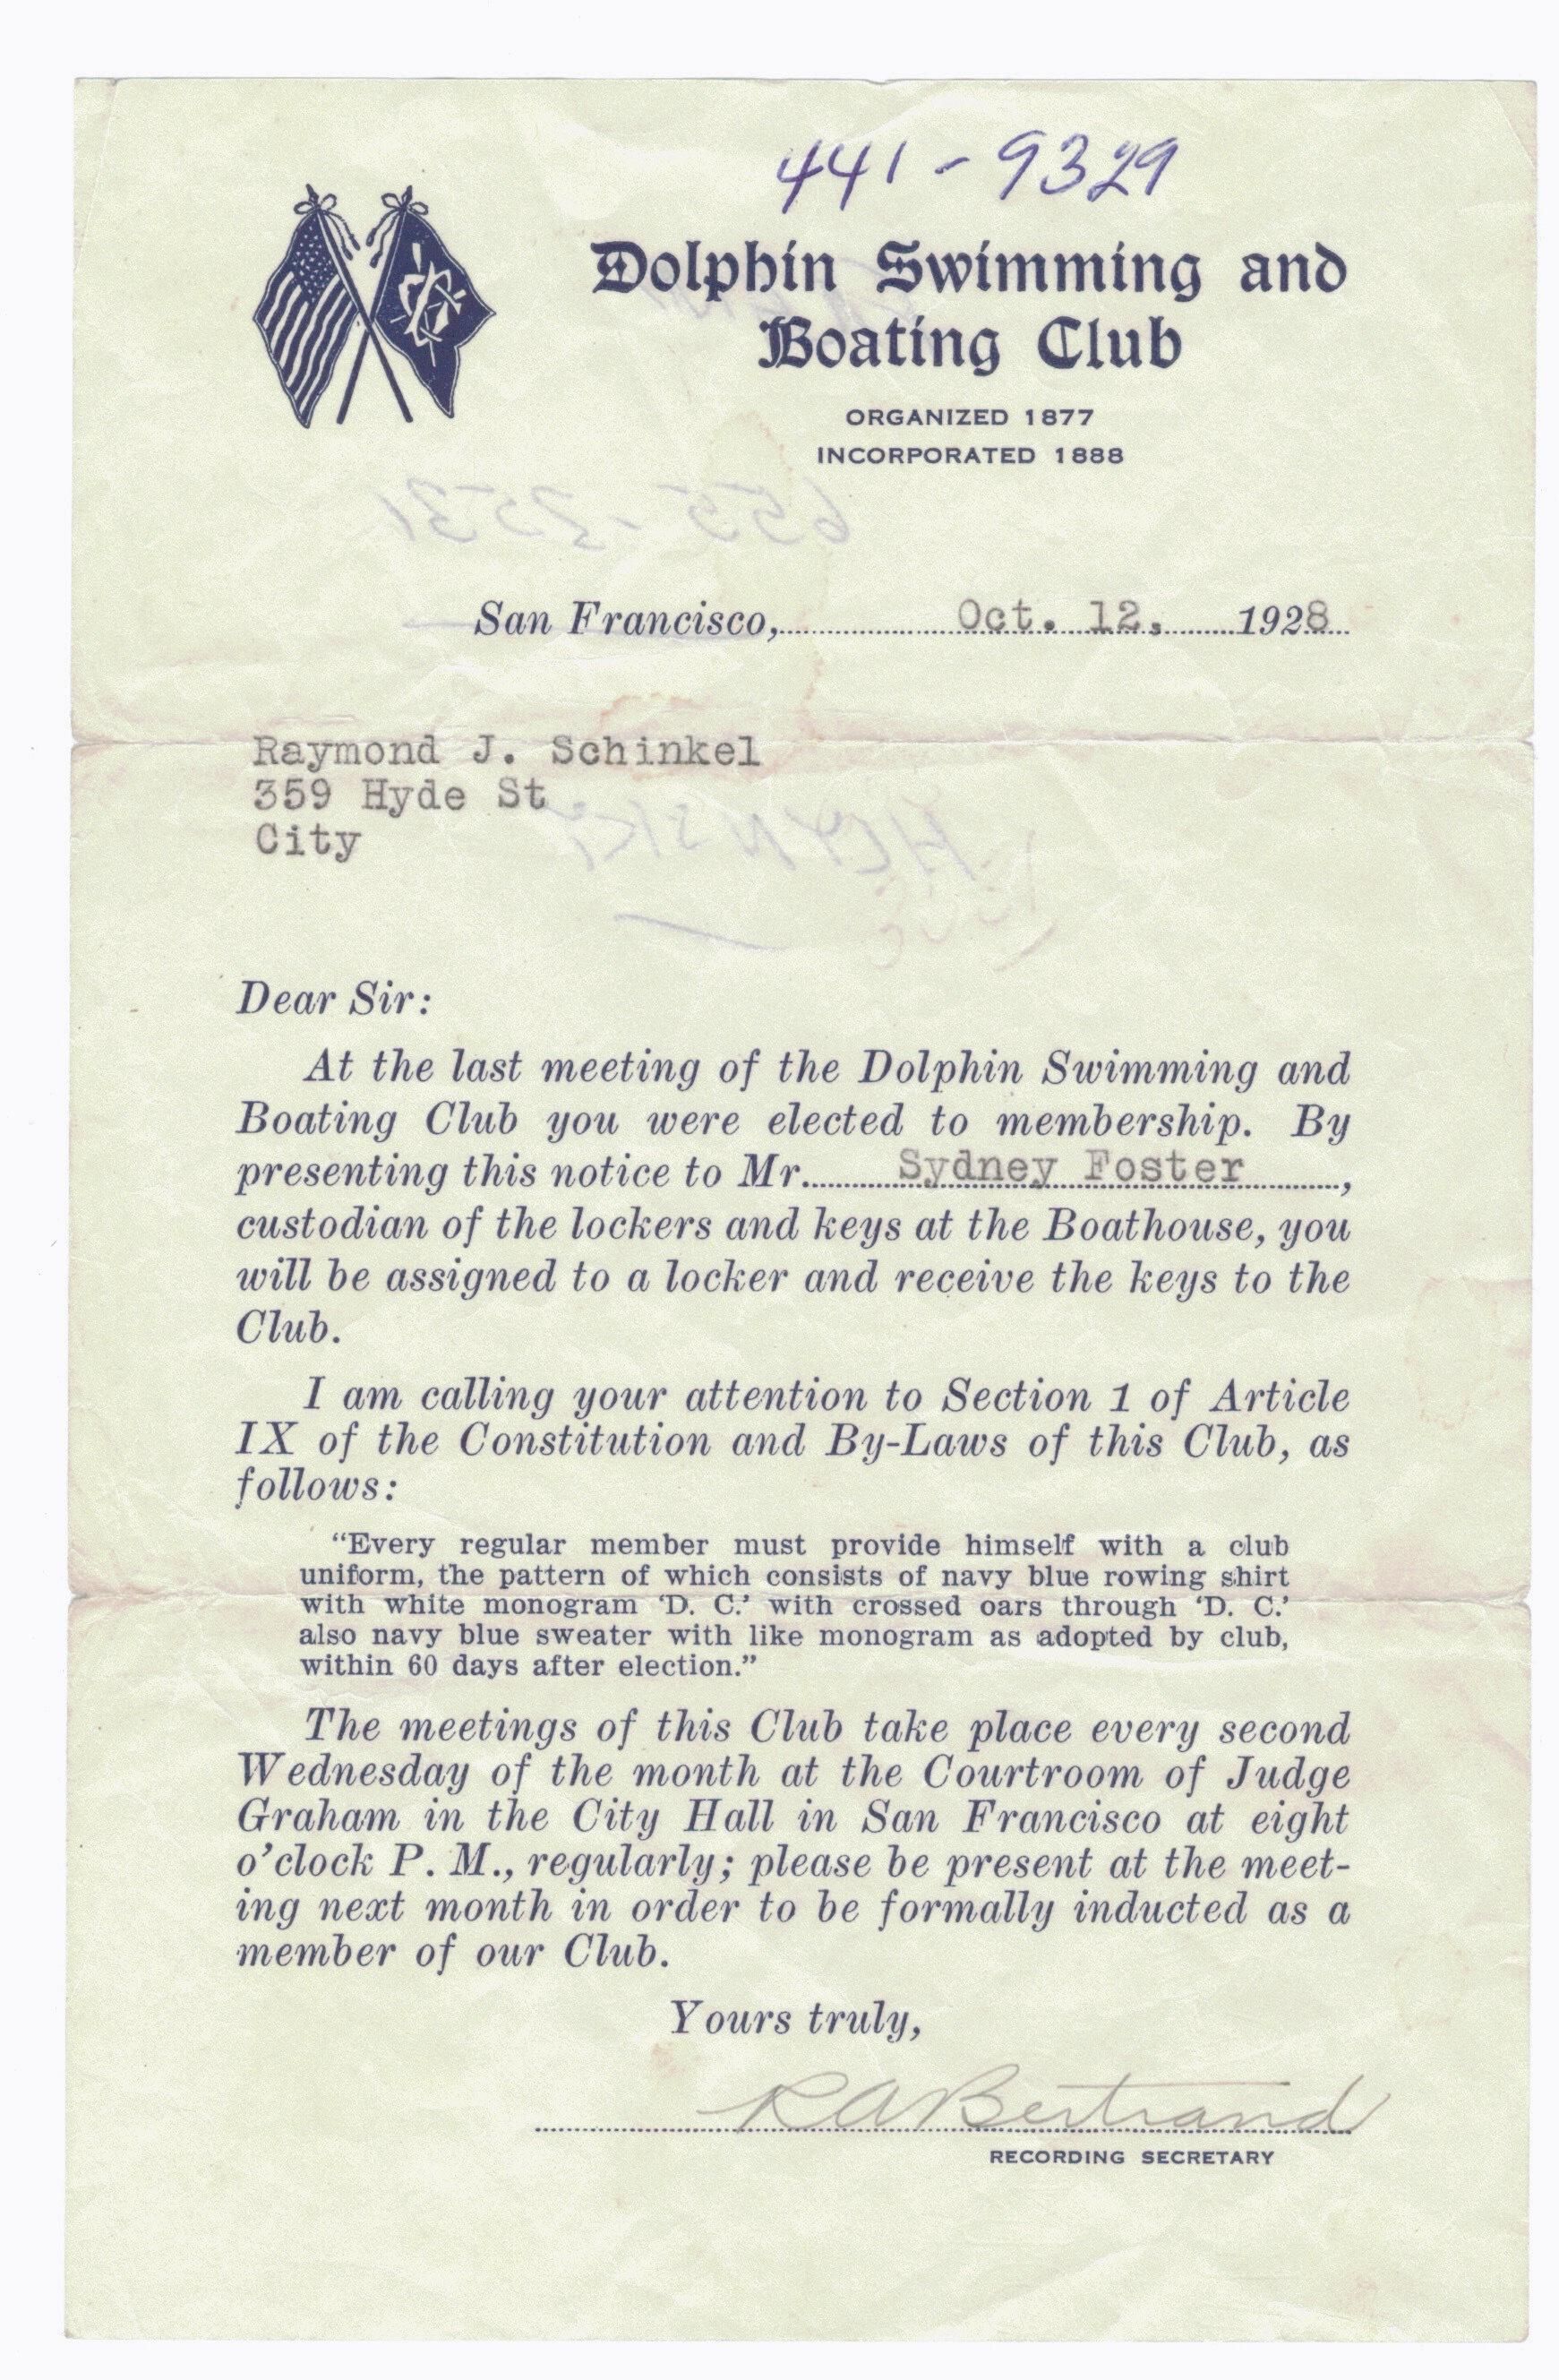 441-9329
Dolphin Swimming and
Boating Club
ORGANIZED 1877
INCORPORATED 1888
655-2531
San Francisco, Oct. 12, 1928
Raymond J. Schinkel
359 Hyde St
City
Dear Sir:
At the last meeting of the Dolphin Swimming and
Boating Club you were elected to membership. By
presenting this notice to Mr. Sydney Foster,
custodian of the lockers and keys at the Boathouse, you
will be assigned to a locker and receive the keys to the
Club.
I am calling your attention to Section 1 of Article
IX of the Constitution and By-Laws of this Club, as
follows:
“Every regular member must provide himself with a club
uniform, the pattern of which consists of navy blue rowing shirt
with white monogram ‘D. C.’ with crossed oars through ‘D. C.’
also navy blue sweater with like monogram as adopted by club,
within 60 days after election.”
The meetings of this Club take place every second
Wednesday of the month at the Courtroom of Judge
Graham in the City Hall in San Francisco at eight
o’clock P. M., regularly; please be present at the meet-
ing next month in order to be formally inducted as a
member of our Club.
Yours truly,
R A Bertrand
RECORDING SECRETARY